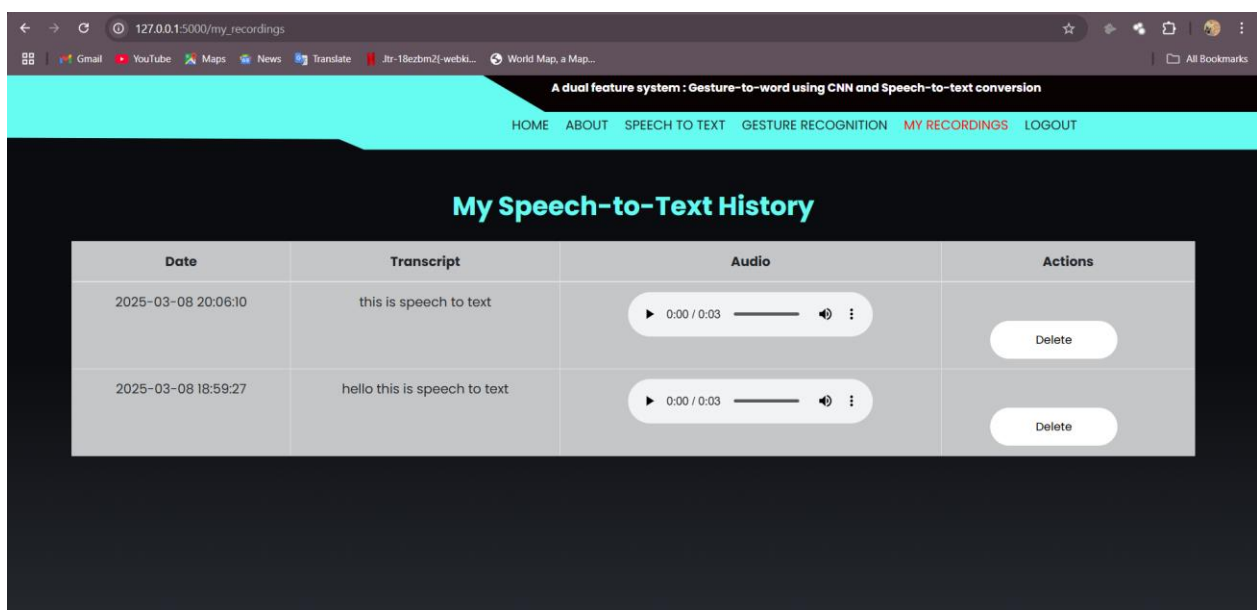 127.0.0.1:5000/my_recordings
Gmail YouTube Maps News Translate .ltr-18ezbm2{-webki... World Map, a Map... All Bookmarks
A dual feature system : Gesture-to-word using CNN and Speech-to-text conversion
HOME ABOUT SPEECH TO TEXT GESTURE RECOGNITION MY RECORDINGS LOGOUT
My Speech-to-Text History
Date Transcript Audio Actions
2025-03-08 20:06:10 this is speech to text 0:00 / 0:03
Delete
2025-03-08 18:59:27 hello this is speech to text 0:00 / 0:03
Delete